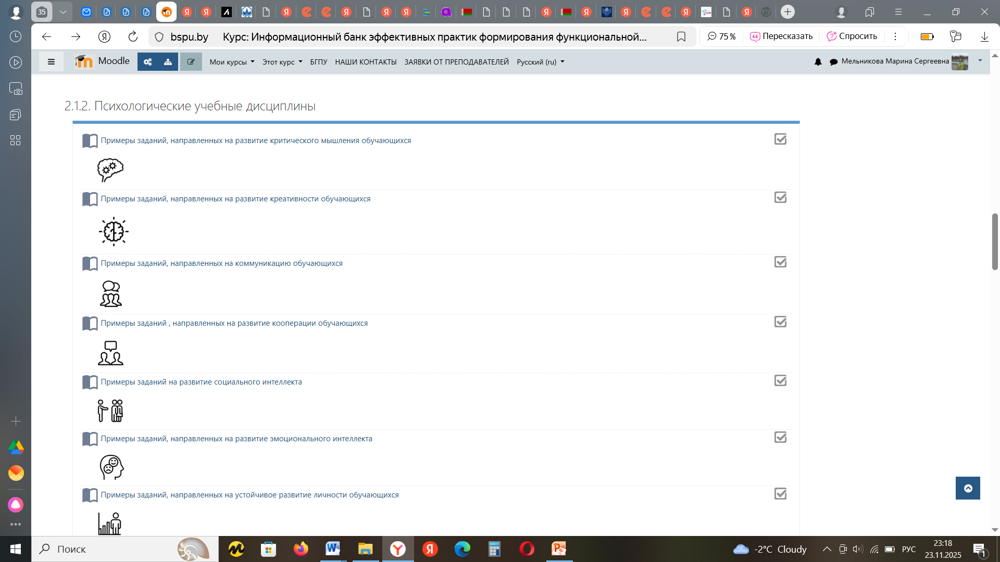 35
bspu.by Курс: Информационный банк эффективных практик формирования функциональной...
75 % Пересказать Спросить
Moodle Мои курсы Этот курс БГПУ НАШИ КОНТАКТЫ ЗАЯВКИ ОТ ПРЕПОДАВАТЕЛЕЙ Русский (ru) Мельникова Марина Сергеевна
2.1.2. Психологические учебные дисциплины
Примеры заданий, направленных на развитие критического мышления обучающихся
Примеры заданий, направленных на развитие креативности обучающихся
Примеры заданий, направленных на коммуникацию обучающихся
Примеры заданий , направленных на развитие кооперации обучающихся
Примеры заданий на развитие социального интеллекта
Примеры заданий, направленных на развитие эмоционального интеллекта
Примеры заданий, направленных на устойчивое развитие личности обучающихся
Поиск
-2°C Cloudy
РУС
23:18
23.11.2025
1